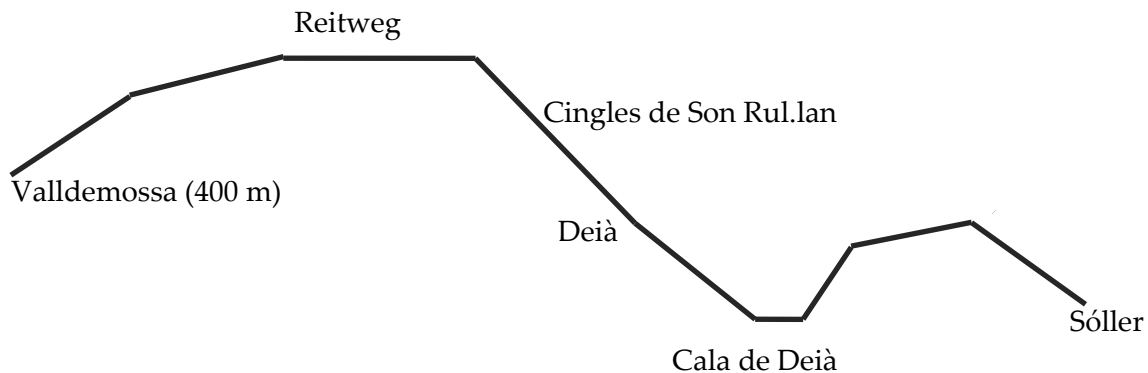 Reitweg
Cingles de Son Rul.lan
Valldemossa (400 m)
Deià
Sóller
Cala de Deià